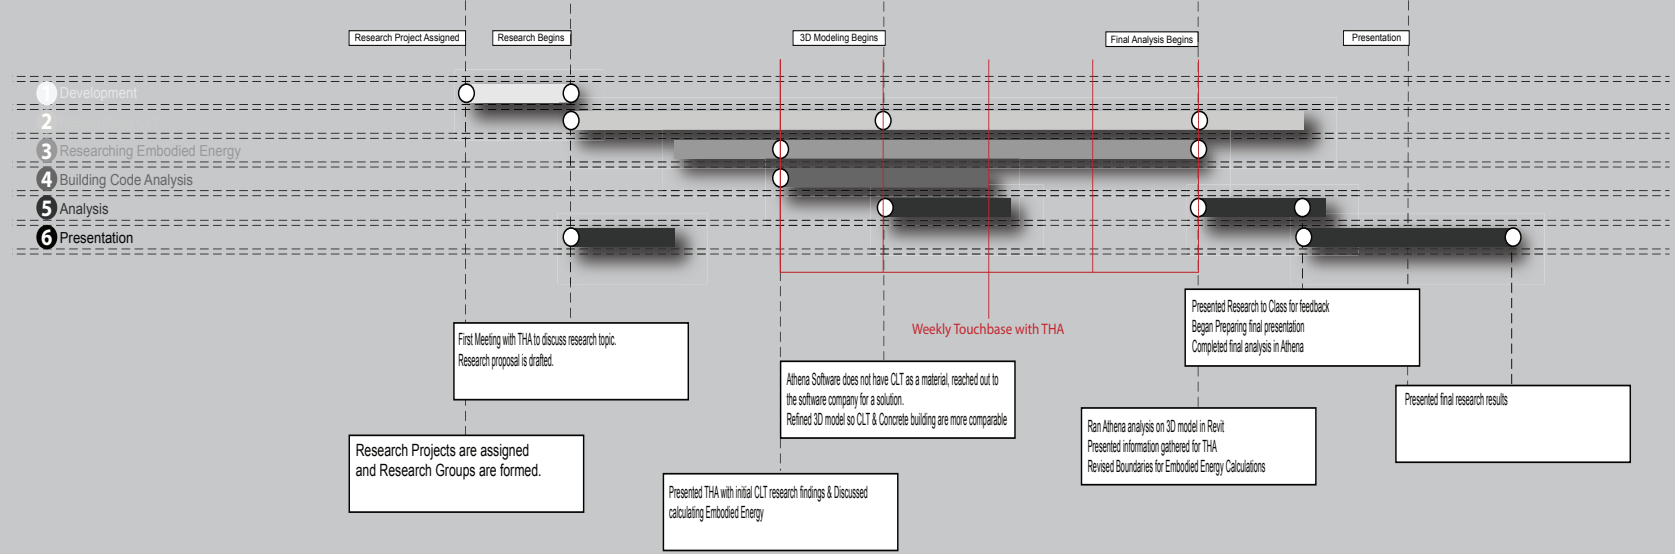 Research Project Assigned
Research Begins
3D Modeling Begins
Final Analysis Begins
Presentation
1 Development
2
3 Researching Embodied Energy
4 Building Code Analysis
5 Analysis
6 Presentation
Weekly Touchbase with THA
First Meeting with THA to discuss research topic.
Research proposal is drafted.
Research Projects are assigned
and Research Groups are formed.
Athena Software does not have CLT as a material, reached out to
the software company for a solution.
Refined 3D model so CLT & Concrete building are more comparable
Presented THA with initial CLT research findings & Discussed
calculating Embodied Energy
Presented Research to Class for feedback
Began Preparing final presentation
Completed final analysis in Athena
Ran Athena analysis on 3D model in Revit
Presented information gathered for THA
Revised Boundaries for Embodied Energy Calculations
Presented final research results